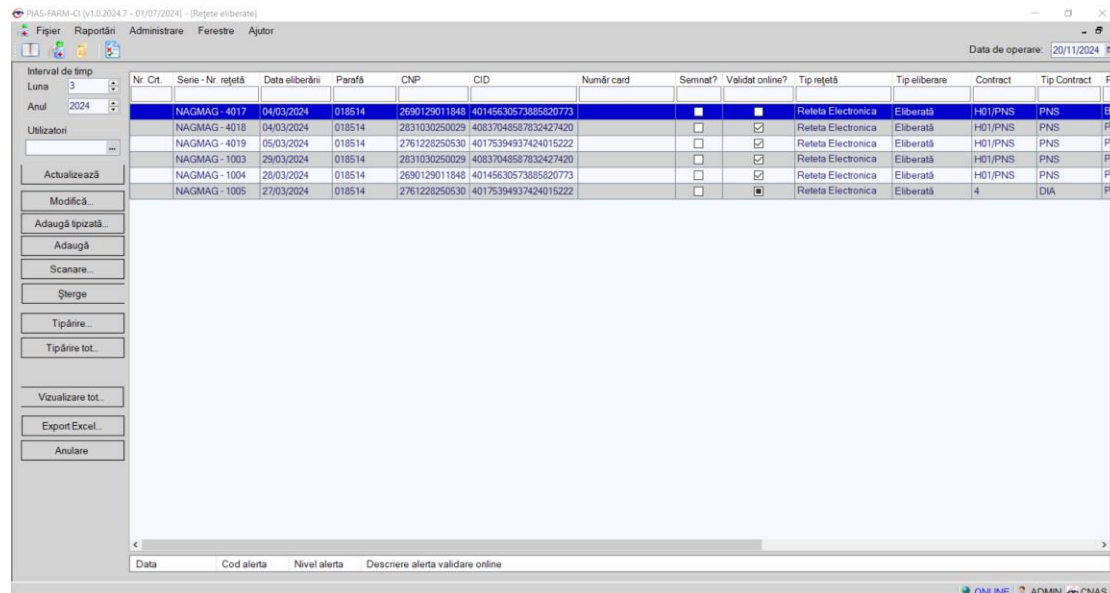 PIAS-FARM-CI [v1.0.2024.7 - 01/07/2024] - [Rețete eliberate]
Fișier Raportări Administrare Ferestre Ajutor
Data de operare: 20/11/2024
Interval de timp
Luna 3
Anul 2024
Utilizatori
...
Actualizează
Modifică...
Adaugă tipizată...
Adaugă
Scanare...
Șterge
Tipărire...
Tipărire tot...
Vizualizare tot...
Export Excel...
Anulare
Nr. Crt. Serie - Nr. rețetă Data eliberării Parafă CNP CID Număr card Semnat? Validat online? Tip rețetă Tip eliberare Contract Tip Contract
NAGMAG - 4017 04/03/2024 018514 2690129011848 40145630573885820773 Reteta Electronica Eliberată H01/PNS PNS
NAGMAG - 4018 04/03/2024 018514 2831030250029 40837048587832427420 Reteta Electronica Eliberată H01/PNS PNS
NAGMAG - 4019 05/03/2024 018514 2761228250530 40175394937424015222 Reteta Electronica Eliberată H01/PNS PNS
NAGMAG - 1003 29/03/2024 018514 2831030250029 40837048587832427420 Reteta Electronica Eliberată H01/PNS PNS
NAGMAG - 1004 28/03/2024 018514 2690129011848 40145630573885820773 Reteta Electronica Eliberată H01/PNS PNS
NAGMAG - 1005 27/03/2024 018514 2761228250530 40175394937424015222 Reteta Electronica Eliberată 4 DIA
Data Cod alerta Nivel alerta Descriere alerta validare online
ONLINE ADMIN CNAS